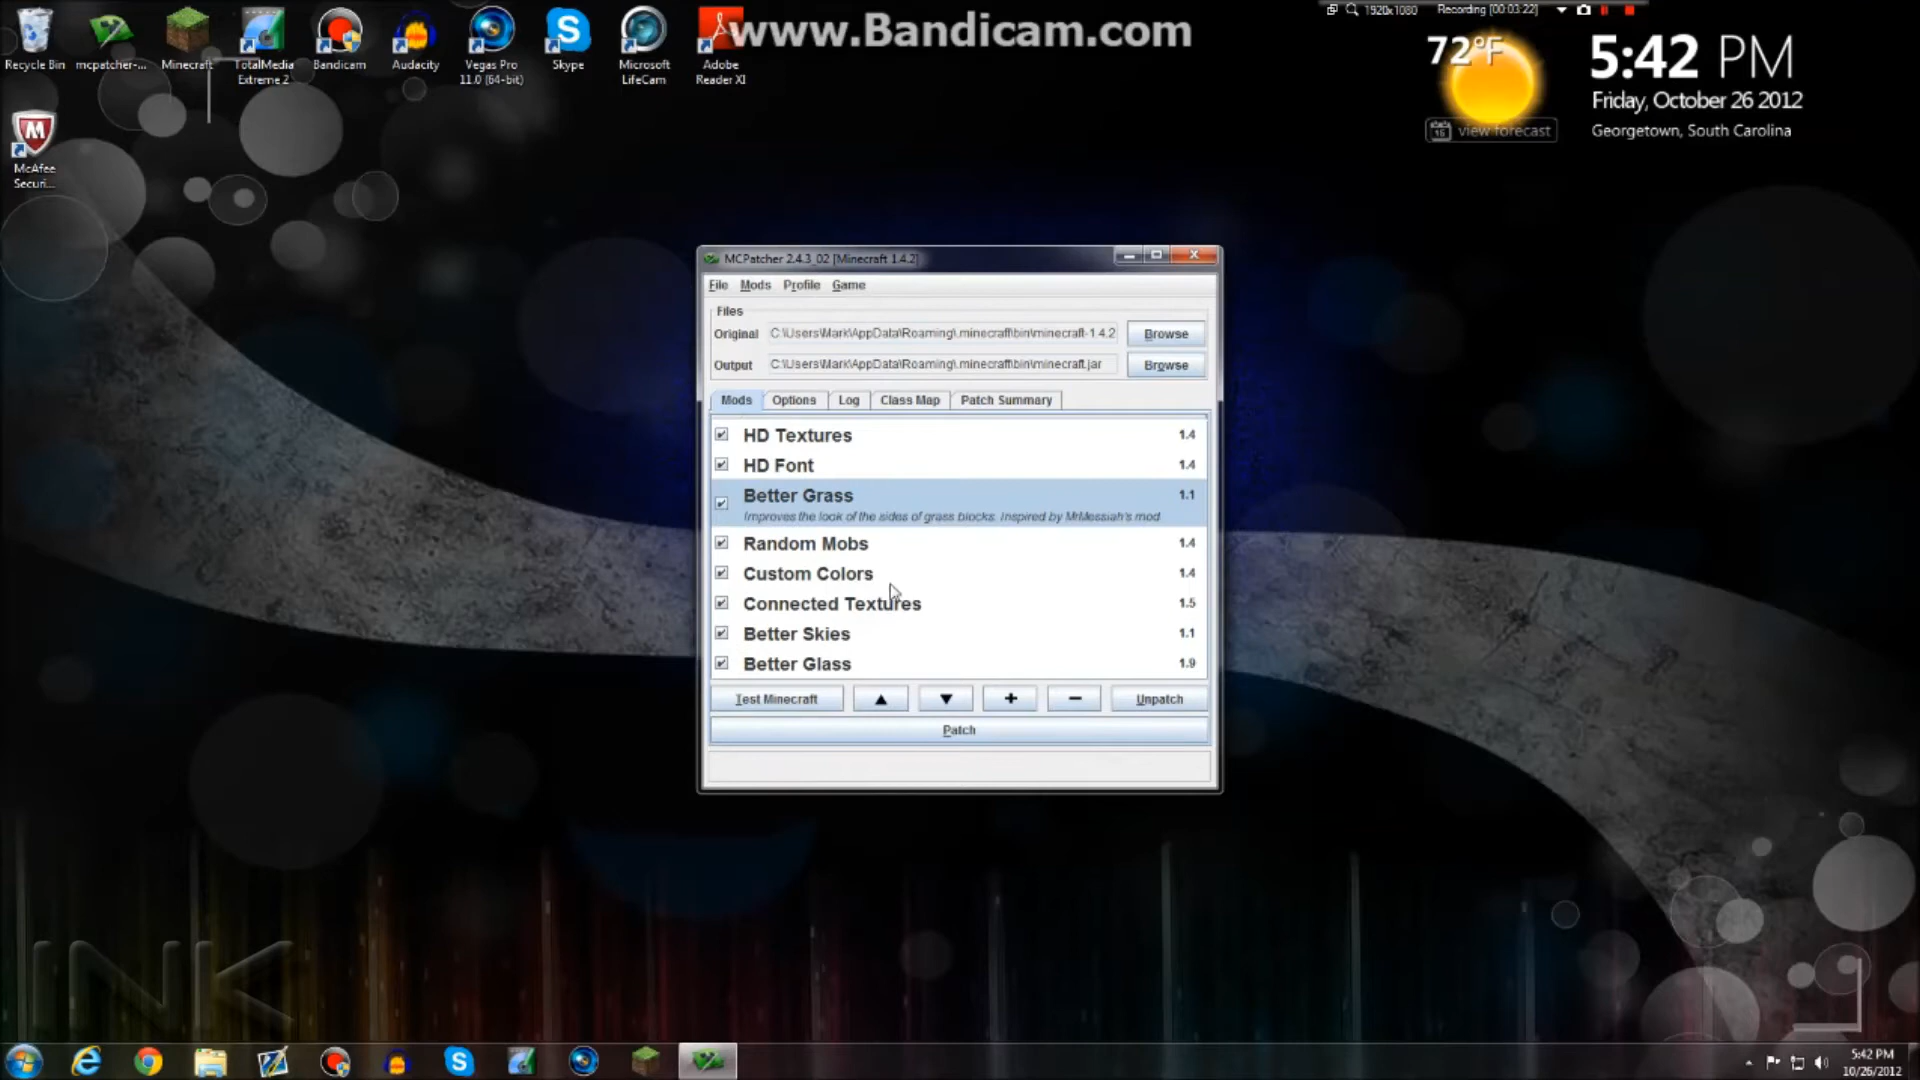 www.Bandicam.com
1920x1080 Recording [00:03:22]
Recycle Bin
mcpatcher-...
Minecraft
TotalMedia Extreme 2
Bandicam
Audacity
Vegas Pro 11.0 (64-bit)
Skype
Microsoft LifeCam
Adobe Reader XI
McAfee Securi...
72°F
view forecast
5:42 PM
Friday, October 26 2012
Georgetown, South Carolina
MCPatcher 2.4.3_02 [Minecraft 1.4.2]
File Mods Profile Game
Files
Original C:\Users\Mark\AppData\Roaming\.minecraft\bin\minecraft-1.4.2 Browse
Output C:\Users\Mark\AppData\Roaming\.minecraft\bin\minecraft.jar Browse
Mods Options Log Class Map Patch Summary
HD Textures 1.4
HD Font 1.4
Better Grass 1.1
Improves the look of the sides of grass blocks. Inspired by MrMessiah's mod
Random Mobs 1.4
Custom Colors 1.4
Connected Textures 1.5
Better Skies 1.1
Better Glass 1.9
Test Minecraft + − Unpatch
Patch
INK
5:42 PM
10/26/2012